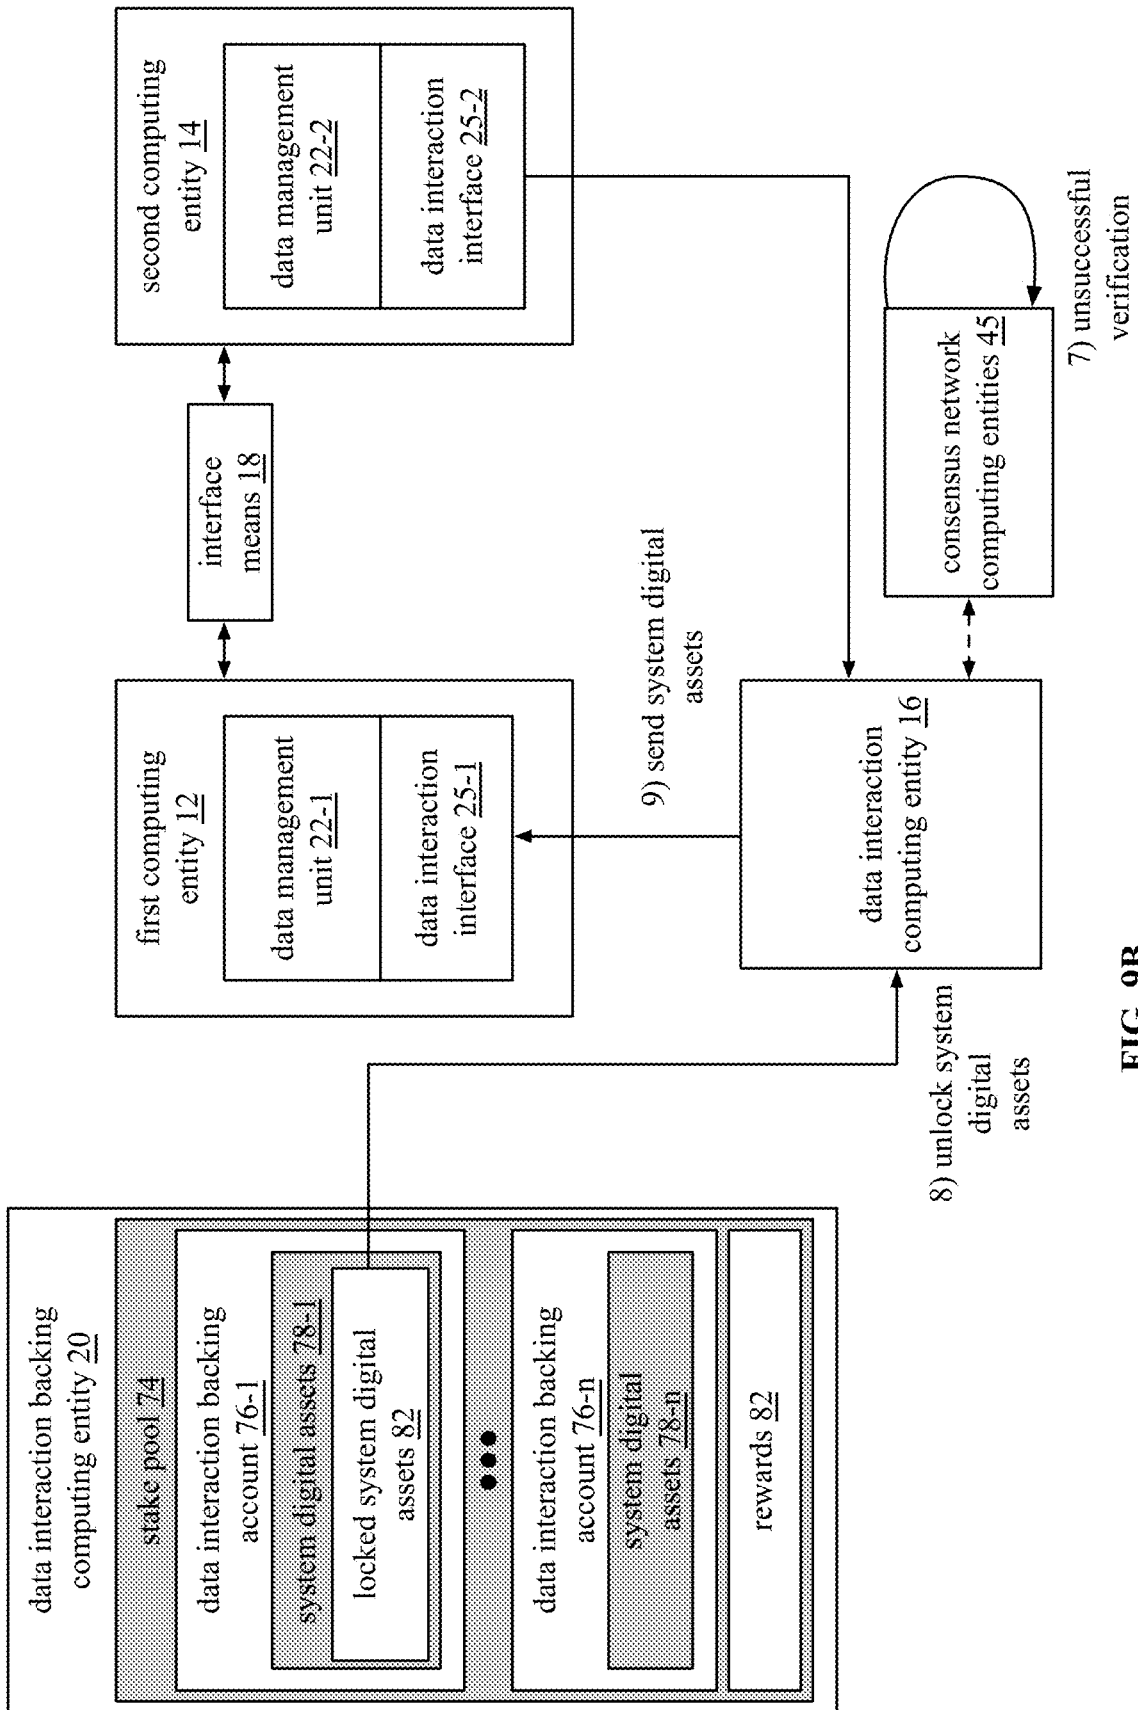 data interaction backing
computing entity 20
stake pool 74
data interaction backing
account 76-1
system digital assets 78-1
locked system digital
assets 82
data interaction backing
account 76-n
system digital
assets 78-n
rewards 82
first computing
entity 12
data management
unit 22-1
data interaction
interface 25-1
interface
means 18
second computing
entity 14
data management
unit 22-2
data interaction
interface 25-2
9) send system digital
assets
8) unlock system
digital
assets
data interaction
computing entity 16
consensus network
computing entities 45
7) unsuccessful
verification
FIG. 9B